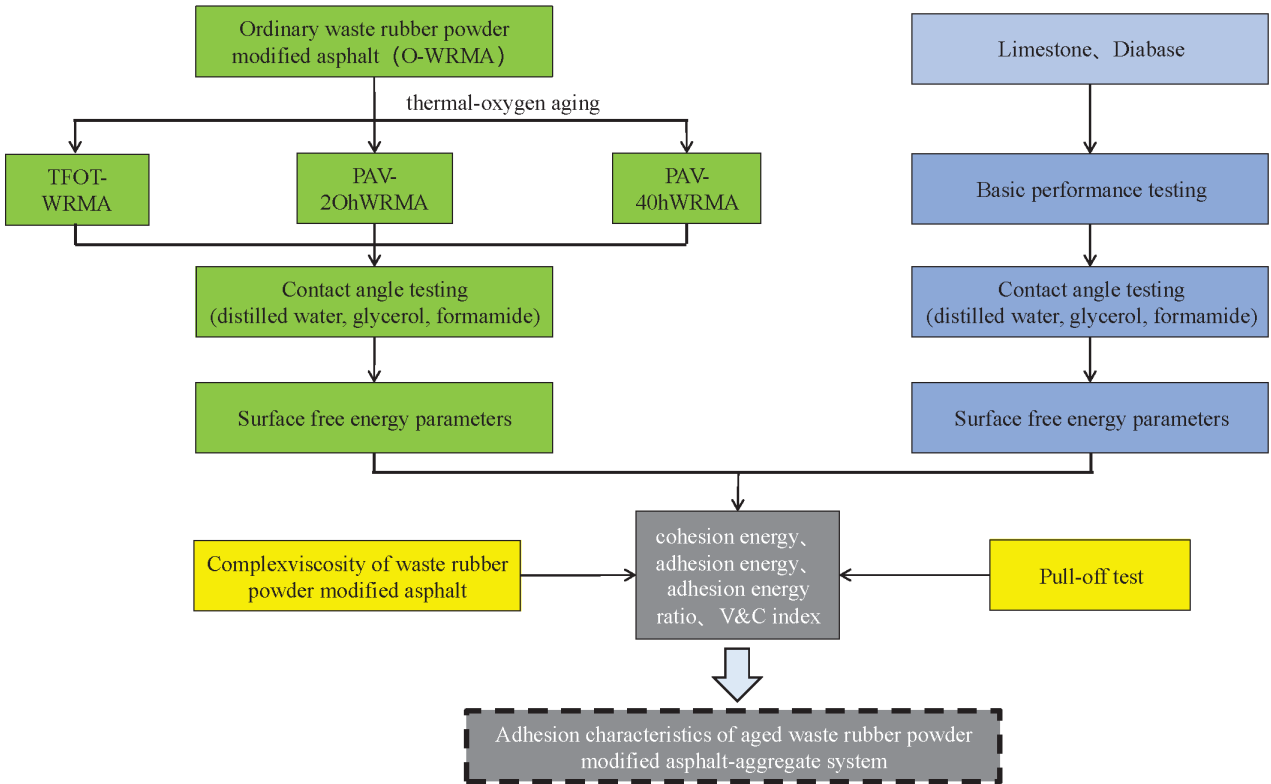 Ordinary waste rubber powder
modified asphalt（O-WRMA）
thermal-oxygen aging
TFOT-
WRMA
PAV-
2OhWRMA
PAV-
40hWRMA
Contact angle testing
(distilled water, glycerol, formamide)
Surface free energy parameters
Limestone、Diabase
Basic performance testing
Contact angle testing
(distilled water, glycerol, formamide)
Surface free energy parameters
Complexviscosity of waste rubber
powder modified asphalt
cohesion energy、
adhesion energy、
adhesion energy
ratio、V&C index
Pull-off test
Adhesion characteristics of aged waste rubber powder
modified asphalt-aggregate system